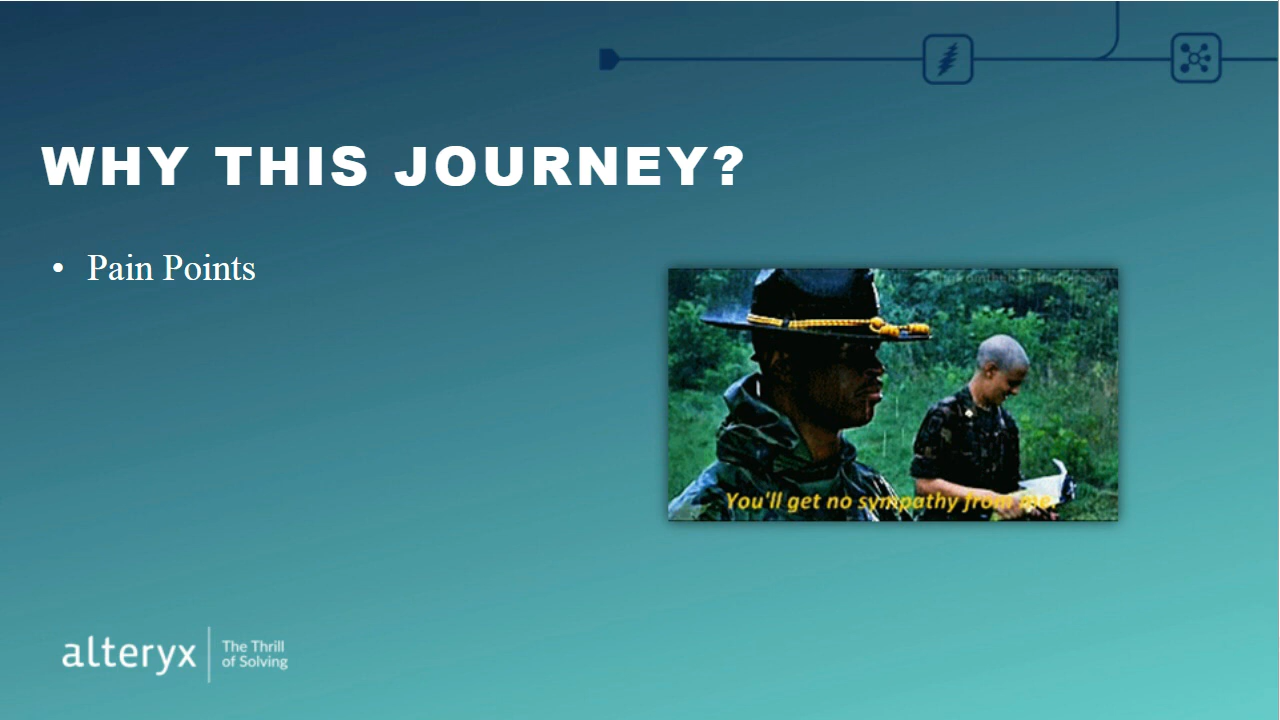 WHY THIS JOURNEY?
• Pain Points
You'll get no sympathy from me.
alteryx
The Thrill
of Solving